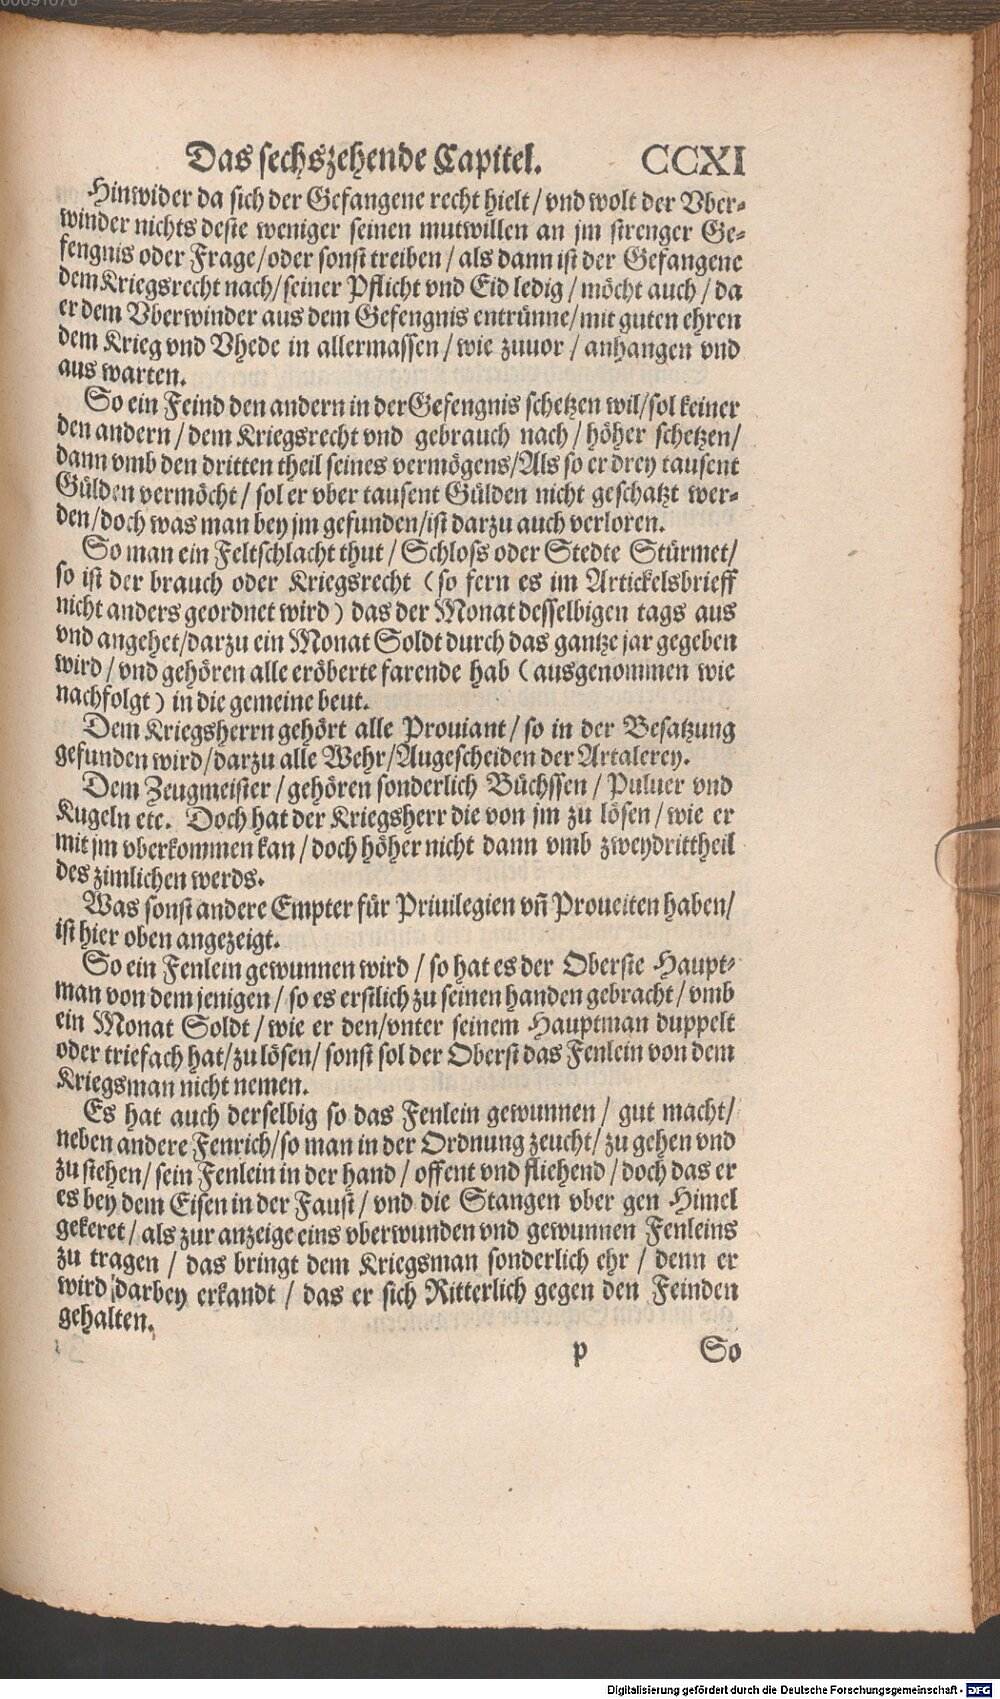 Das sechszehende Capitel. CCXI
Hinwider da sich der Gefangene recht hielt / vnd wolt der Vber-
winder nichts deste weniger seinen mutwillen an jm strenger Ge-
fengnis oder Frage / oder sonst treiben / als dann ist der Gefangene
dem Kriegsrecht nach / seiner Pflicht vnd Eid ledig / möcht auch / da
er dem Vberwinder aus dem Gefengnis entrünne / mit guten ehren
dem Krieg vnd Vhede in allermassen / wie zuuor / anhangen vnd
aus warten.
So ein Feind den andern in der Gefengnis schetzen wil / sol keiner
den andern / dem Kriegsrecht vnd gebrauch nach / höher schetzen /
dann vmb den dritten theil seines vermögens / Als so er drey tausent
Gülden vermöcht / sol er vber tausent Gülden nicht geschatzt wer-
den / doch was man bey jm gefunden / ist darzu auch verloren.
So man ein Feltschlacht thut / Schloss oder Stedte Stürmet /
so ist der brauch oder Kriegsrecht ( so fern es im Artickelsbrieff
nicht anders geordnet wird ) das der Monat desselbigen tags aus
vnd angehet / darzu ein Monat Soldt durch das gantze jar gegeben
wird / vnd gehören alle eröberte farende hab ( ausgenommen wie
nachfolgt ) in die gemeine beut.
Dem Kriegsherrn gehört alle Prouiant / so in der Besatzung
gefunden wird / darzu alle Wehr / Augescheiden der Artalerey.
Dem Zeugmeister / gehören sonderlich Büchssen / Puluer vnd
Kugeln etc. Doch hat der Kriegsherr die von jm zu lösen / wie er
mit jm vberkommen kan / doch höher nicht dann vmb zweydrittheil
des zimlichen werds.
Was sonst andere Empter für Priuilegien vñ Proueiten haben /
ist hier oben angezeigt.
So ein Fenlein gewunnen wird / so hat es der Oberste Haupt-
man von dem jenigen / so es erstlich zu seinen handen gebracht / vmb
ein Monat Soldt / wie er den / vnter seinem Hauptman duppelt
oder triefach hat / zu lösen / sonst sol der Oberst das Fenlein von dem
Kriegsman nicht nemen.
Es hat auch derselbig so das Fenlein gewunnen / gut macht /
neben andere Fenrich / so man in der Ordnung zeucht / zu gehen vnd
zu stehen / sein Fenlein in der hand / offent vnd fliehend / doch das er
es bey dem Eisen in der Faust / vnd die Stangen vber gen Himel
gekeret / als zur anzeige eins vberwunden vnd gewunnen Fenleins
zu tragen / das bringt dem Kriegsman sonderlich ehr / denn er
wird darbey erkandt / das er sich Ritterlich gegen den Feinden
gehalten.
p So
Digitalisierung gefördert durch die Deutsche Forschungsgemeinschaft - DFG